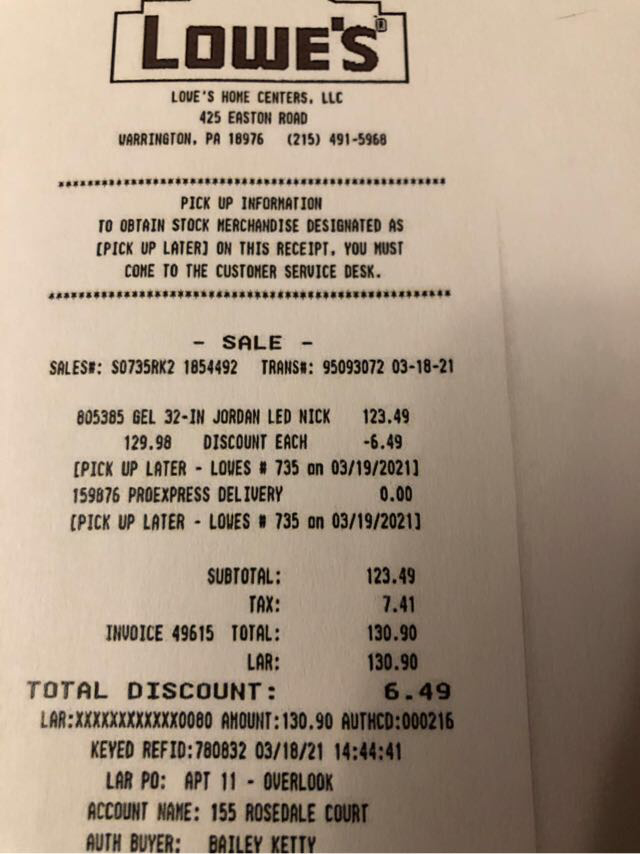 LOWE'S®
LOWE'S HOME CENTERS, LLC
425 EASTON ROAD
WARRINGTON, PA 18976 (215) 491-5968
************************************************
PICK UP INFORMATION
TO OBTAIN STOCK MERCHANDISE DESIGNATED AS
[PICK UP LATER] ON THIS RECEIPT, YOU MUST
COME TO THE CUSTOMER SERVICE DESK.
************************************************
- SALE -
SALES#: S0735RK2 1854492 TRANS#: 95093072 03-18-21
805385 GEL 32-IN JORDAN LED NICK 123.49
129.98 DISCOUNT EACH -6.49
[PICK UP LATER - LOWES # 735 on 03/19/2021]
159876 PROEXPRESS DELIVERY 0.00
[PICK UP LATER - LOWES # 735 on 03/19/2021]
SUBTOTAL: 123.49
TAX: 7.41
INVOICE 49615 TOTAL: 130.90
LAR: 130.90
TOTAL DISCOUNT: 6.49
LAR:XXXXXXXXXXXX0080 AMOUNT:130.90 AUTHCD:000216
KEYED REFID:780832 03/18/21 14:44:41
LAR PO: APT 11 - OVERLOOK
ACCOUNT NAME: 155 ROSEDALE COURT
AUTH BUYER: BAILEY KETTY